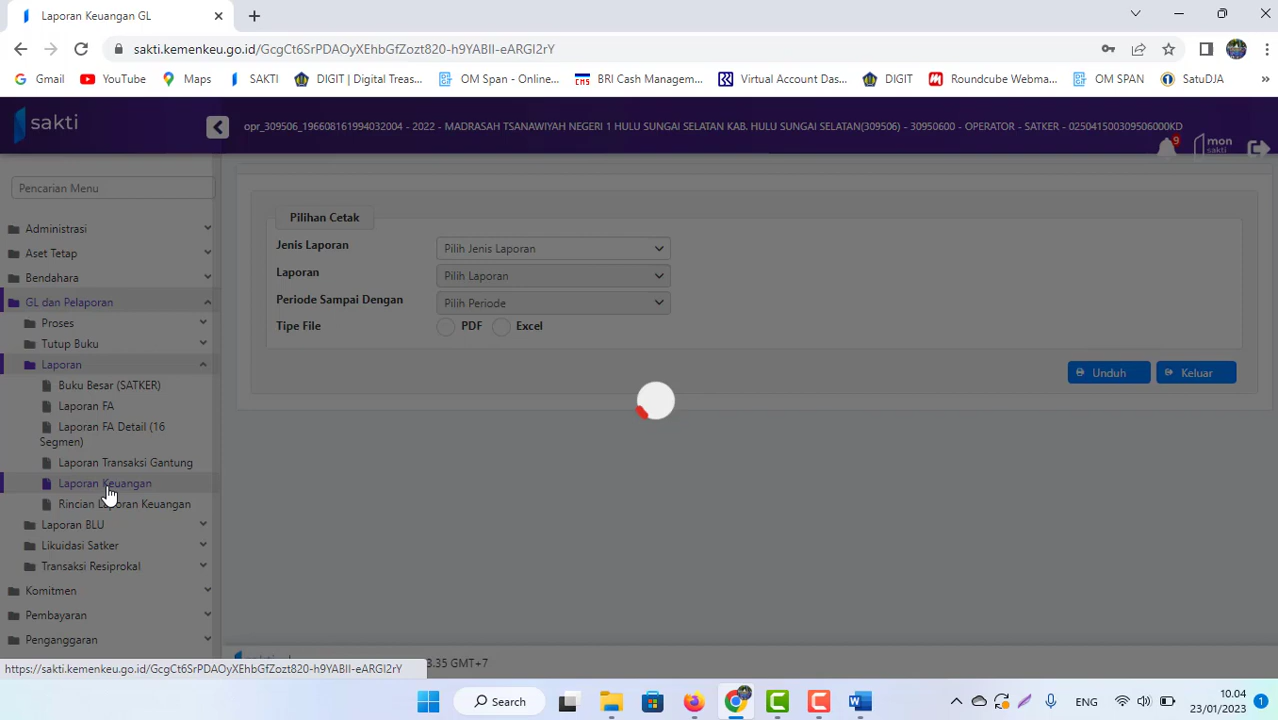 Laporan Keuangan GL
sakti.kemenkeu.go.id/GcgCt6SrPDAOyXEhbGfZozt820-h9YABII-eARGI2rY
Gmail
YouTube
Maps
SAKTI
DIGIT | Digital Treas...
OM Span - Online...
BRI Cash Managem...
Virtual Account Das...
DIGIT
Roundcube Webma...
OM SPAN
SatuDJA
sakti
opr_309506_196608161994032004 - 2022 - MADRASAH TSANAWIYAH NEGERI 1 HULU SUNGAI SELATAN KAB. HULU SUNGAI SELATAN(309506) - 30950600 - OPERATOR - SATKER - 025041500309506000KD
9
mon
sakti
Pencarian Menu
Administrasi
Aset Tetap
Bendahara
GL dan Pelaporan
Proses
Tutup Buku
Laporan
Buku Besar (SATKER)
Laporan FA
Laporan FA Detail (16
Segmen)
Laporan Transaksi Gantung
Laporan Keuangan
Rincian Laporan Keuangan
Laporan BLU
Likuidasi Satker
Transaksi Resiprokal
Komitmen
Pembayaran
Penganggaran
Pilihan Cetak
Jenis Laporan
Pilih Jenis Laporan
Laporan
Pilih Laporan
Periode Sampai Dengan
Pilih Periode
Tipe File
PDF
Excel
Unduh
Keluar
3.35 GMT+7
https://sakti.kemenkeu.go.id/GcgCt6SrPDAOyXEhbGfZozt820-h9YABII-eARGI2rY
Search
ENG
10.04
23/01/2023
1